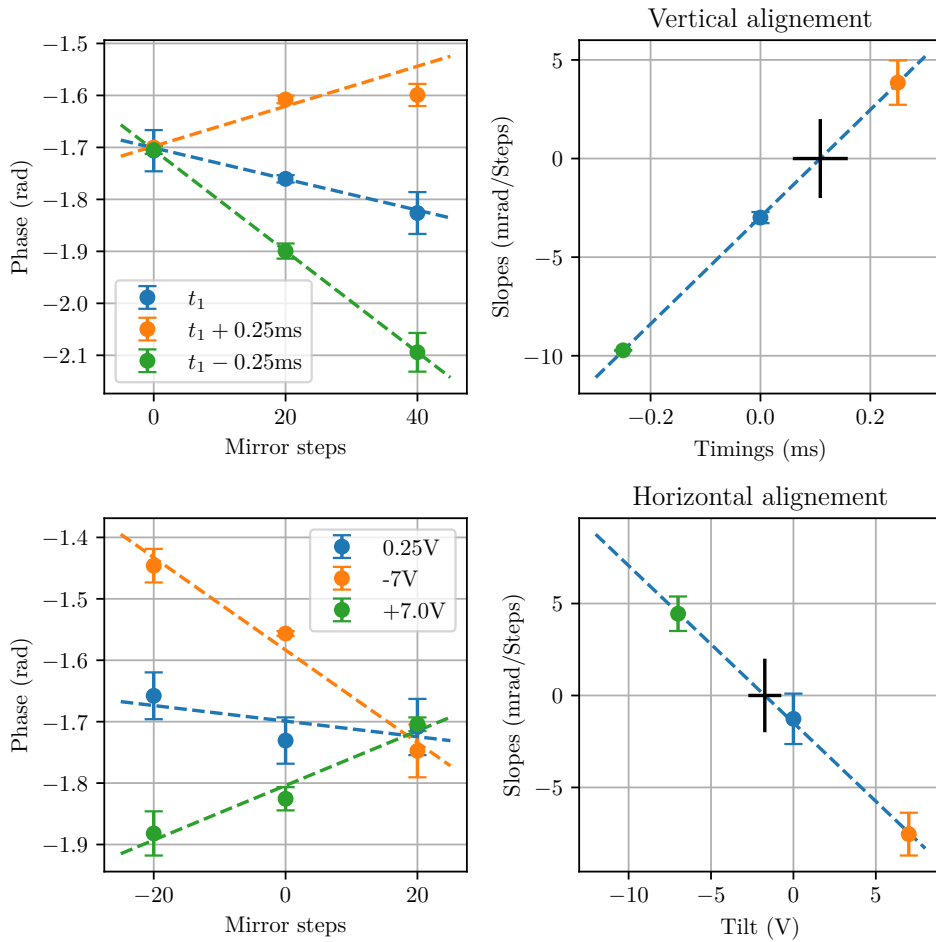 Vertical alignement
−1.5
−1.6
−1.7
−1.8
−1.9
−2.0
−2.1
Phase (rad)
t₁
t₁ + 0.25ms
t₁ − 0.25ms
0 20 40
Mirror steps
5
0
−5
−10
Slopes (mrad/Steps)
−0.2 0.0 0.2
Timings (ms)
Horizontal alignement
−1.4
−1.5
−1.6
−1.7
−1.8
−1.9
Phase (rad)
0.25V
-7V
+7.0V
−20 0 20
Mirror steps
5
0
−5
Slopes (mrad/Steps)
−10 −5 0 5
Tilt (V)